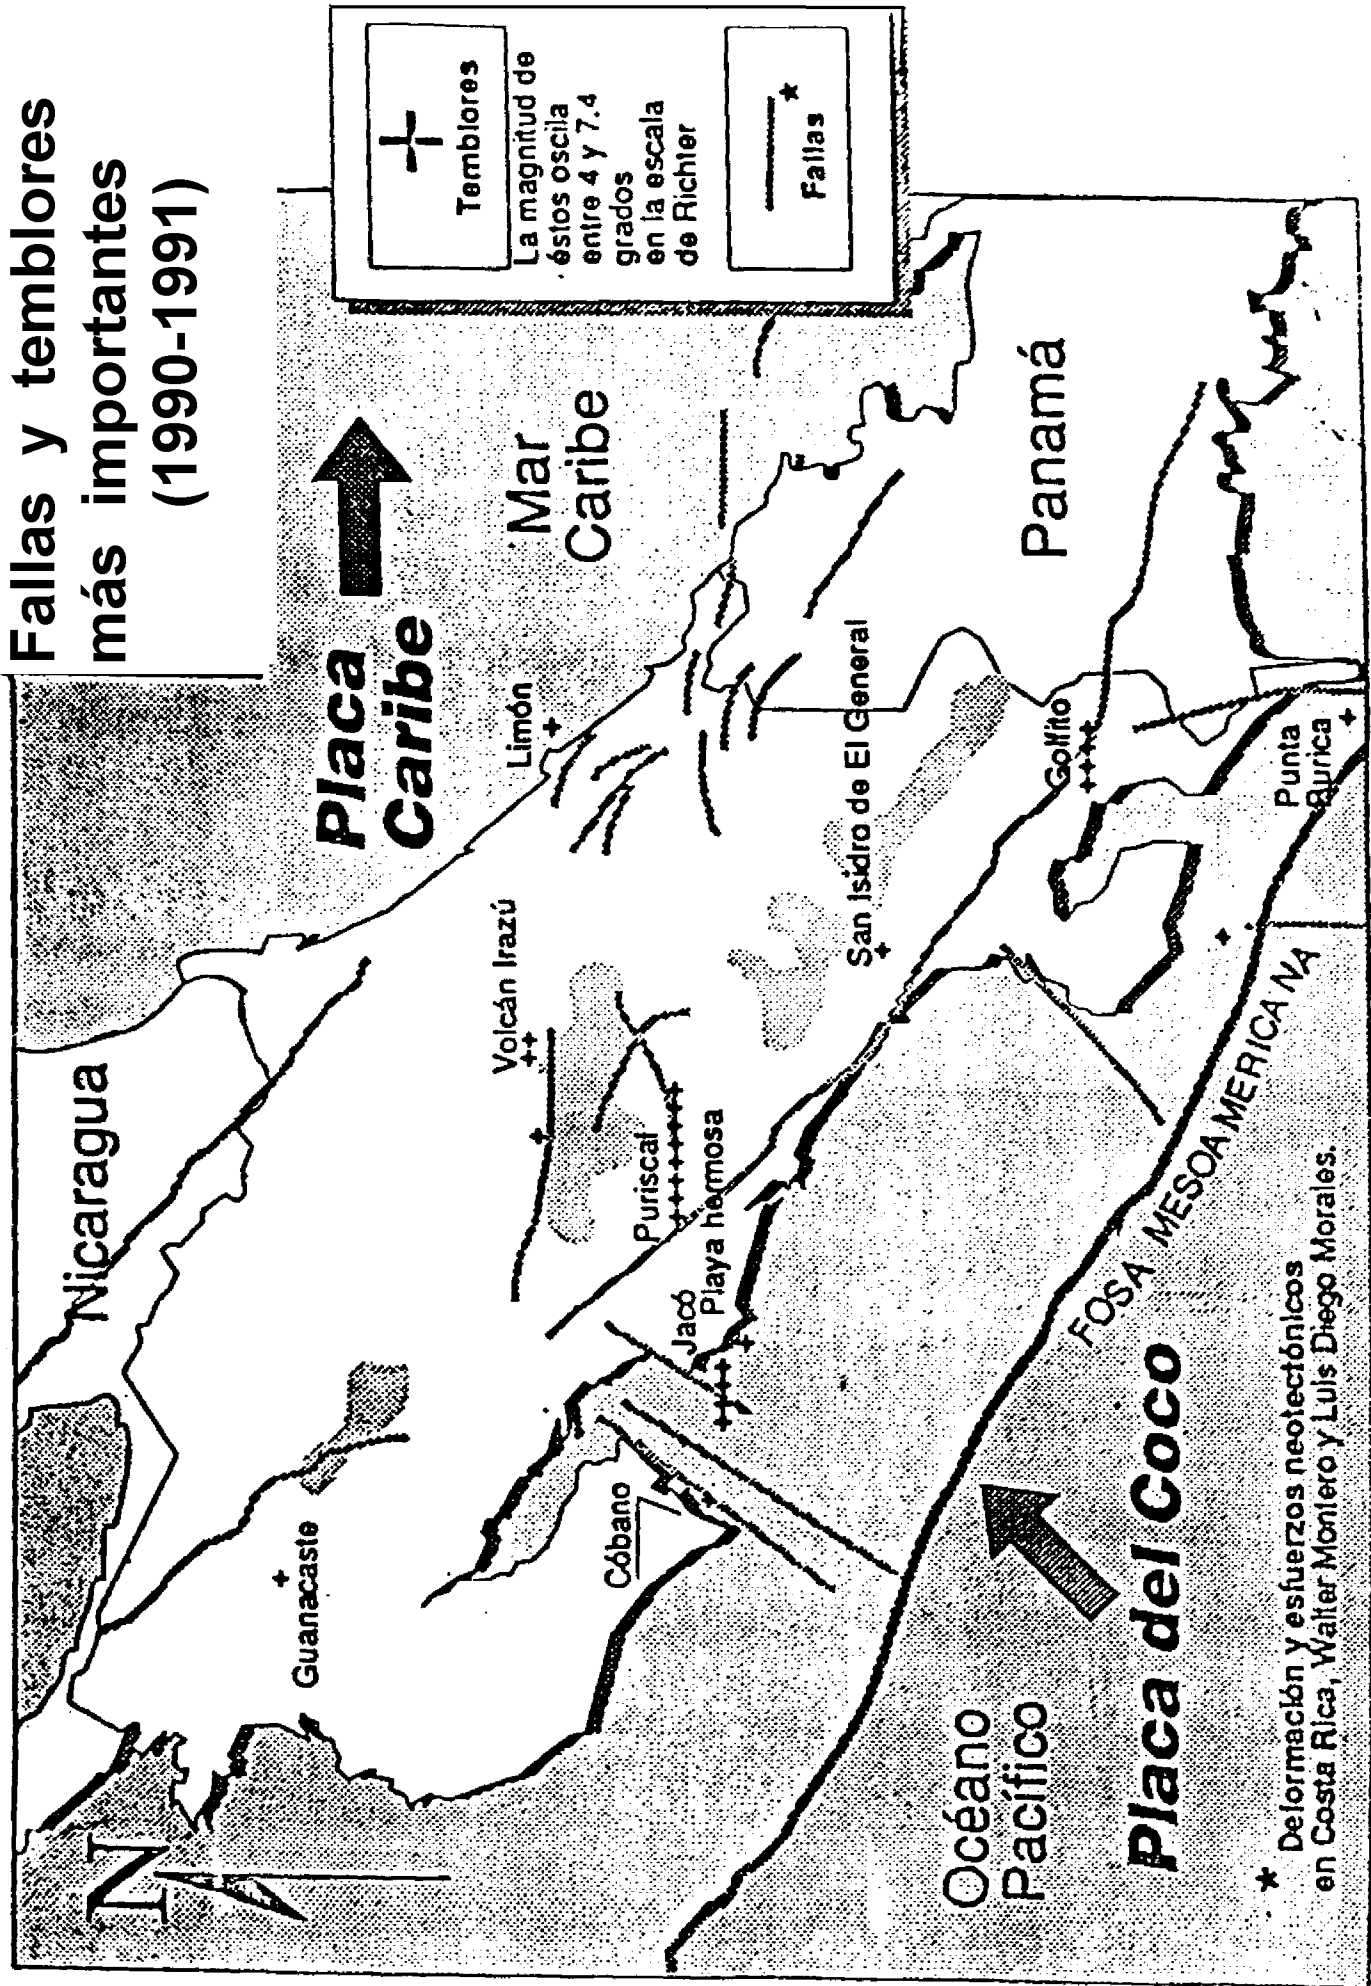 Fallas y temblores
más importantes
(1990-1991)
Temblores
La magnitud de
éstos oscila
entre 4 y 7.4
grados
en la escala
de Richter
Fallas *
Nicaragua
Placa
Caribe
Mar
Caribe
Limón
Volcán Irazú
Guanacaste
Puriscal
Jacó
Playa hermosa
Cóbano
San Isidro de El General
Golfito
Panamá
Punta
Burica
FOSA MESOAMERICANA
Océano
Pacífico
Placa del Coco
N
* Deformación y esfuerzos neotectónicos
en Costa Rica, Walter Montero y Luis Diego Morales.